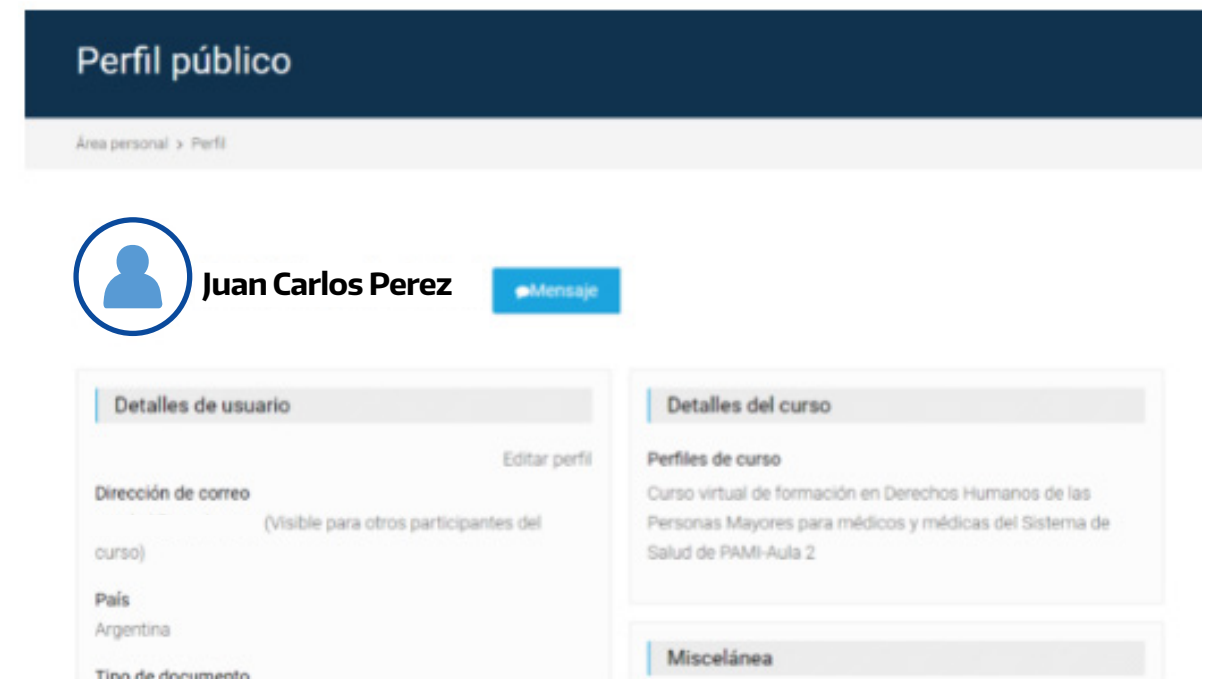 Perfil público
Área personal > Perfil
Juan Carlos Perez
Mensaje
Detalles de usuario
Editar perfil
Dirección de correo
(Visible para otros participantes del
curso)
País
Argentina
Tipo de documento
Detalles del curso
Perfiles de curso
Curso virtual de formación en Derechos Humanos de las
Personas Mayores para médicos y médicas del Sistema de
Salud de PAMI-Aula 2
Miscelánea